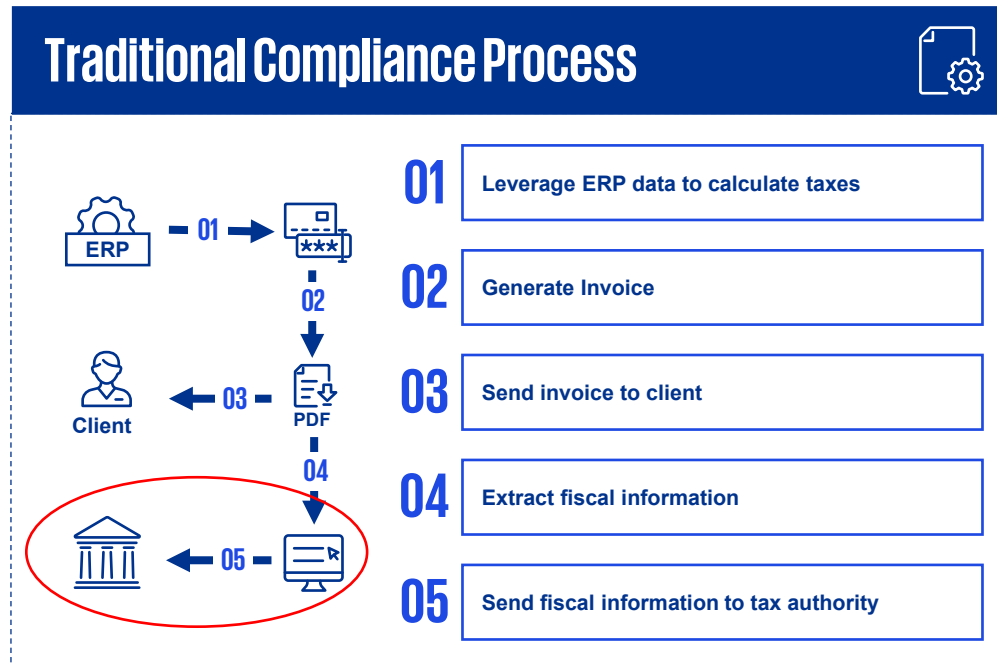 Traditional Compliance Process
ERP
01
***
02
Client
03
PDF
04
05
01
Leverage ERP data to calculate taxes
02
Generate Invoice
03
Send invoice to client
04
Extract fiscal information
05
Send fiscal information to tax authority